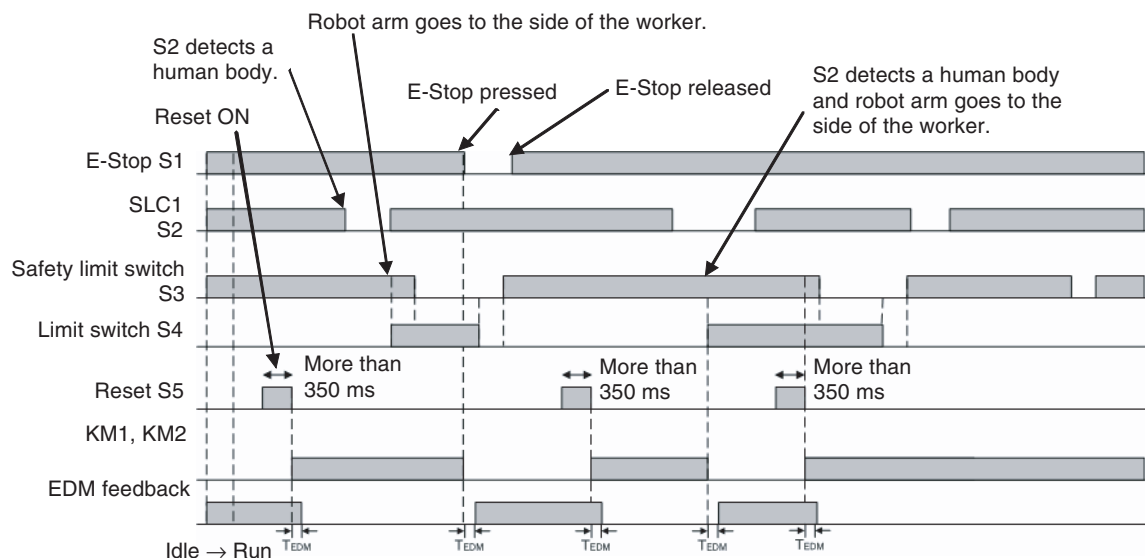 Robot arm goes to the side of the worker.
S2 detects a
human body.
E-Stop pressed
E-Stop released
S2 detects a human body
and robot arm goes to the
side of the worker.
Reset ON
E-Stop S1
SLC1
S2
Safety limit switch
S3
Limit switch S4
Reset S5
More than
350 ms
More than
350 ms
More than
350 ms
KM1, KM2
EDM feedback
TEDM
TEDM
TEDM
TEDM
Idle → Run